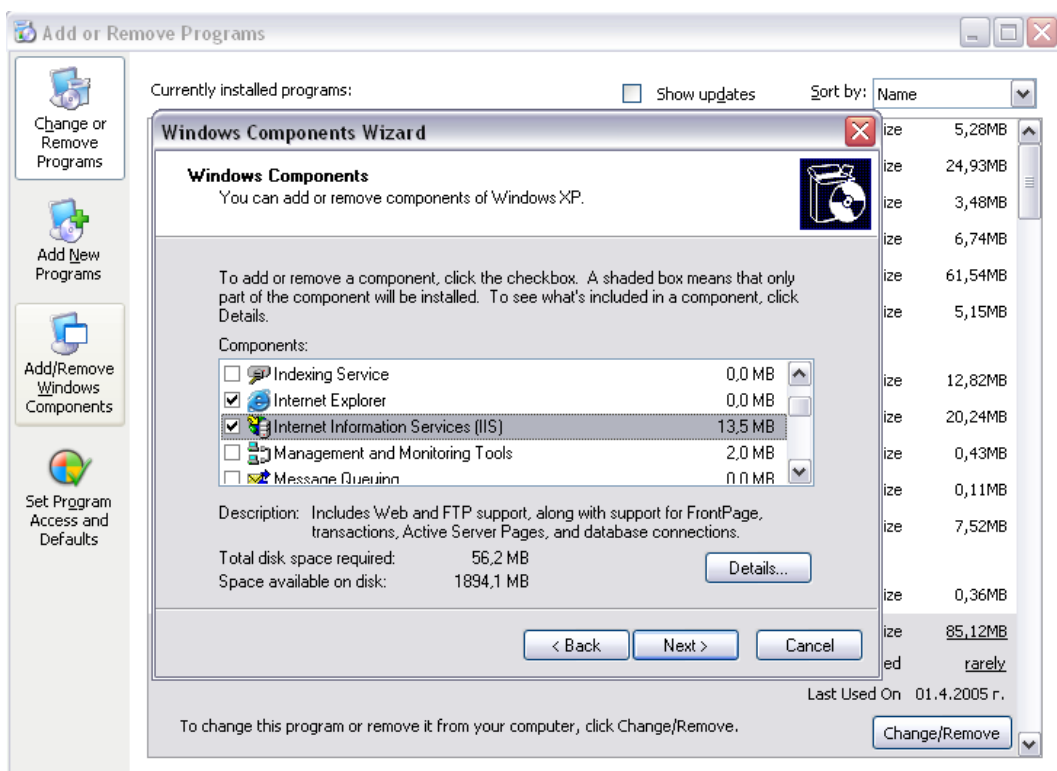 Add or Remove Programs
Change or
Remove
Programs
Add New
Programs
Add/Remove
Windows
Components
Set Program
Access and
Defaults
Currently installed programs:
Show updates
Sort by: Name
Windows Components Wizard
Windows Components
You can add or remove components of Windows XP.
To add or remove a component, click the checkbox. A shaded box means that only
part of the component will be installed. To see what's included in a component, click
Details.
Components:
Indexing Service 0,0 MB
Internet Explorer 0,0 MB
Internet Information Services (IIS) 13,5 MB
Management and Monitoring Tools 2,0 MB
Message Queuing 0,0 MB
Description: Includes Web and FTP support, along with support for FrontPage,
transactions, Active Server Pages, and database connections.
Total disk space required: 56,2 MB
Space available on disk: 1894,1 MB
Details...
< Back Next > Cancel
ize 5,28MB
ize 24,93MB
ize 3,48MB
ize 6,74MB
ize 61,54MB
ize 5,15MB
ize 12,82MB
ize 20,24MB
ize 0,43MB
ize 0,11MB
ize 7,52MB
ize 0,36MB
ize 85,12MB
ed rarely
Last Used On 01.4.2005 г.
To change this program or remove it from your computer, click Change/Remove.
Change/Remove